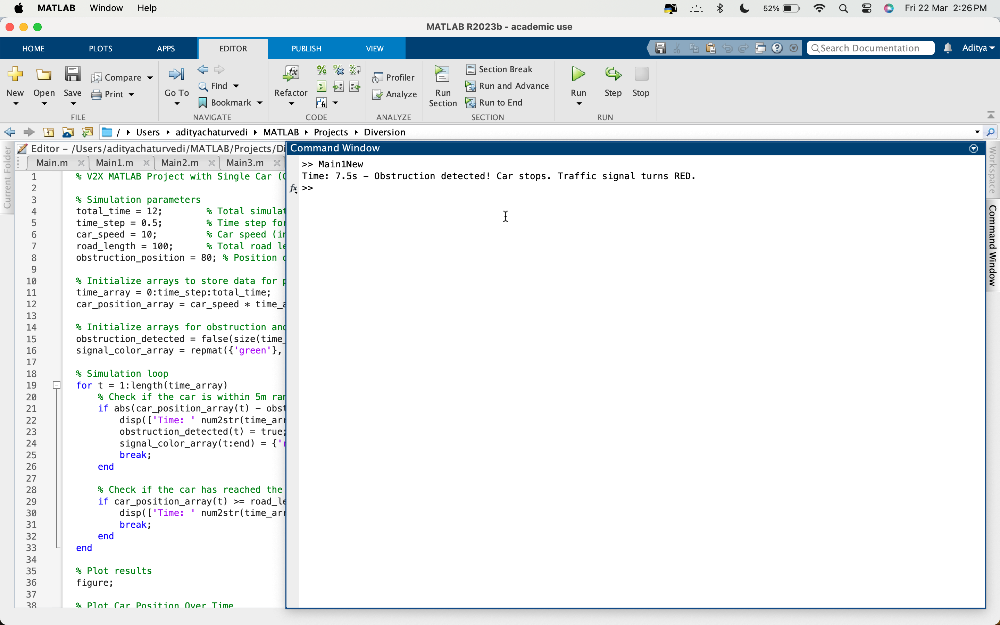 MATLAB Window Help 52% Fri 22 Mar 2:26 PM
MATLAB R2023b - academic use
HOME PLOTS APPS EDITOR PUBLISH VIEW Search Documentation Aditya
New Open Save Compare Print
FILE
Go To Find Bookmark
NAVIGATE
Refactor
CODE
Profiler
Analyze
ANALYZE
Run Section
Section Break
Run and Advance
Run to End
SECTION
Run Step Stop
RUN
/ Users adityachaturvedi MATLAB Projects Diversion
Current Folder
Editor – /Users/adityachaturvedi/MATLAB/Projects/Di
Main.m Main1.m Main2.m Main3.m
1 % V2X MATLAB Project with Single Car (
2
3 % Simulation parameters
4 total_time = 12; % Total simulat
5 time_step = 0.5; % Time step for
6 car_speed = 10; % Car speed (in
7 road_length = 100; % Total road le
8 obstruction_position = 80; % Position
9
10 % Initialize arrays to store data for
11 time_array = 0:time_step:total_time;
12 car_position_array = car_speed * time_a
13
14 % Initialize arrays for obstruction and
15 obstruction_detected = false(size(time_
16 signal_color_array = repmat({'green'},
17
18 % Simulation loop
19 for t = 1:length(time_array)
20 % Check if the car is within 5m ran
21 if abs(car_position_array(t) - obst
22 disp(['Time: ' num2str(time_arr
23 obstruction_detected(t) = true;
24 signal_color_array(t:end) = {'r
25 break;
26 end
27
28 % Check if the car has reached the
29 if car_position_array(t) >= road_le
30 disp(['Time: ' num2str(time_arr
31 break;
32 end
33 end
34
35 % Plot results
36 figure;
37
38 % Plot Car Position Over Time
Command Window
>> Main1New
Time: 7.5s - Obstruction detected! Car stops. Traffic signal turns RED.
fx >>
Workspace
Command Window